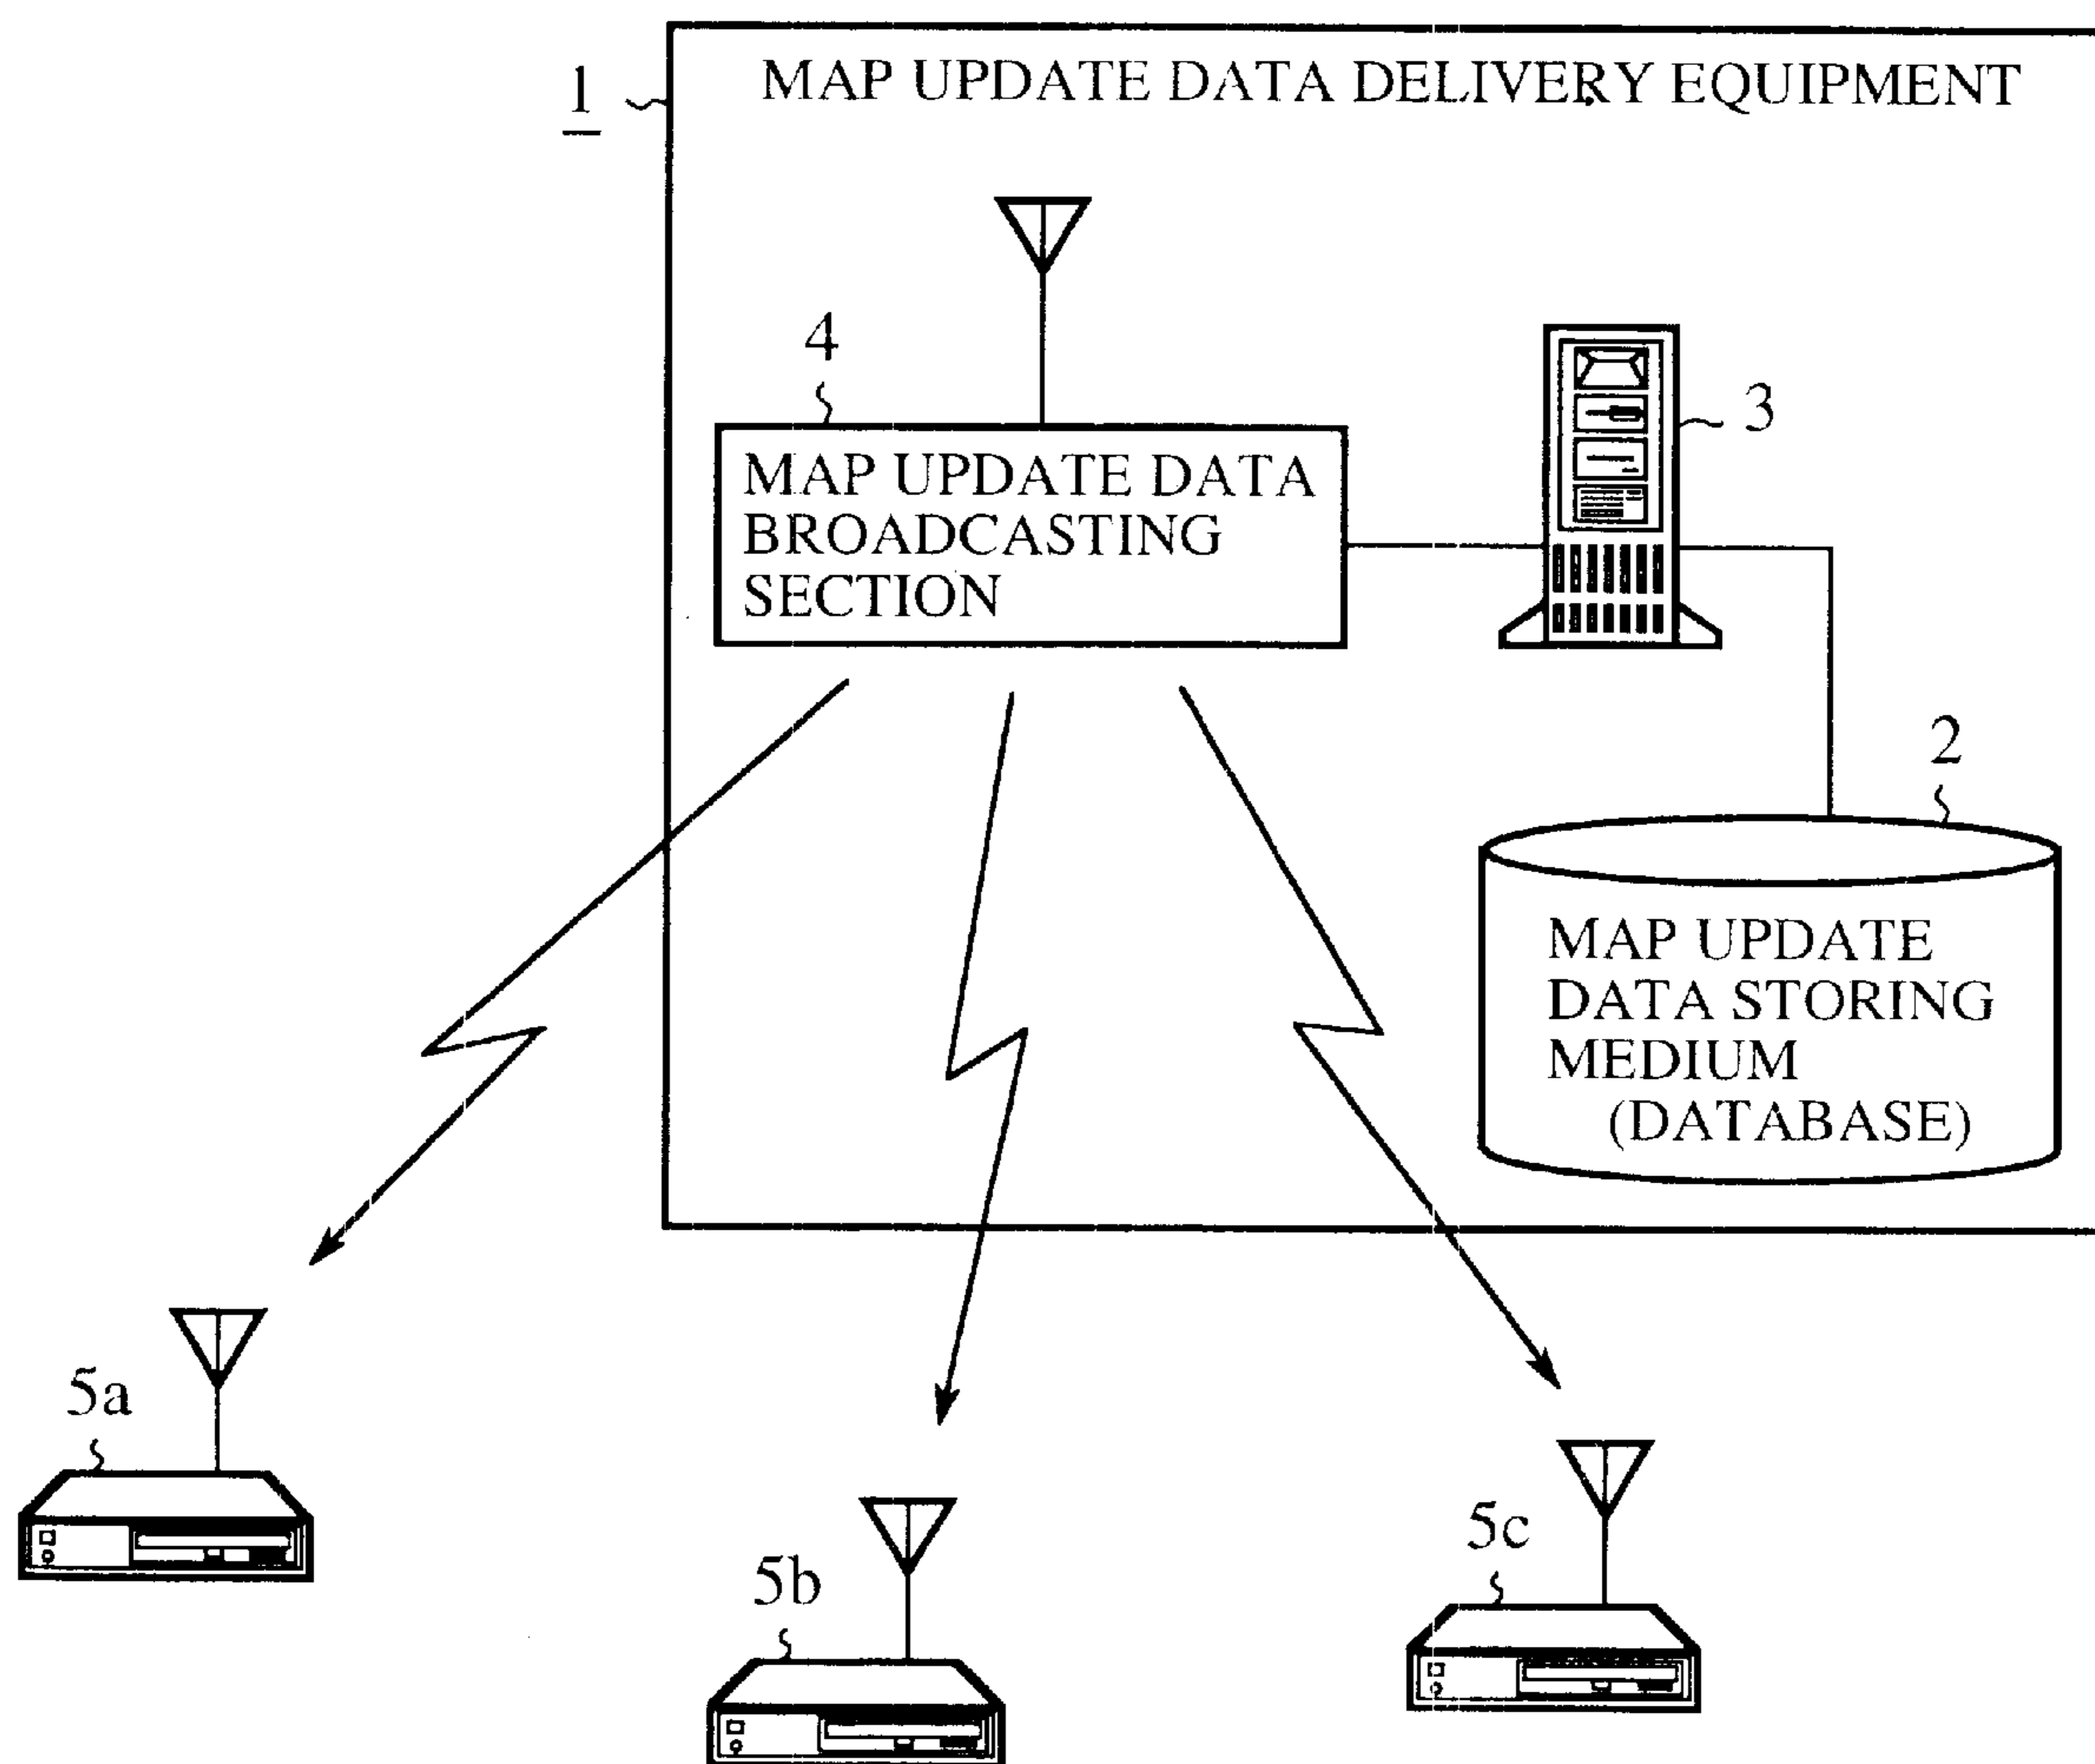 1
MAP UPDATE DATA DELIVERY EQUIPMENT
4
3
MAP UPDATE DATA
BROADCASTING
SECTION
2
MAP UPDATE
DATA STORING
MEDIUM
(DATABASE)
5a
5b
5c